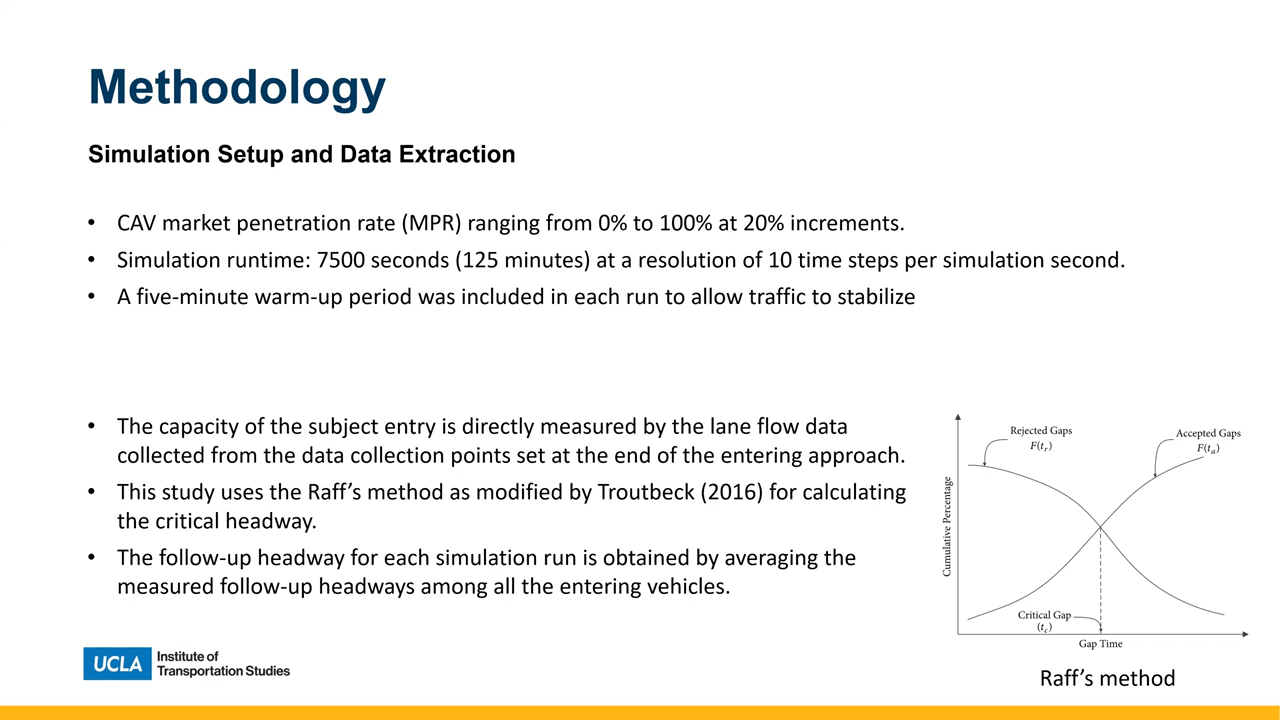 Methodology
Simulation Setup and Data Extraction
• CAV market penetration rate (MPR) ranging from 0% to 100% at 20% increments.
• Simulation runtime: 7500 seconds (125 minutes) at a resolution of 10 time steps per simulation second.
• A five-minute warm-up period was included in each run to allow traffic to stabilize
• The capacity of the subject entry is directly measured by the lane flow data
collected from the data collection points set at the end of the entering approach.
• This study uses the Raff’s method as modified by Troutbeck (2016) for calculating
the critical headway.
• The follow-up headway for each simulation run is obtained by averaging the
measured follow-up headways among all the entering vehicles.
Rejected Gaps
F(tr)
Accepted Gaps
F(ta)
Cumulative Percentage
Critical Gap
(tc)
Gap Time
Raff’s method
UCLA
Institute of
Transportation Studies